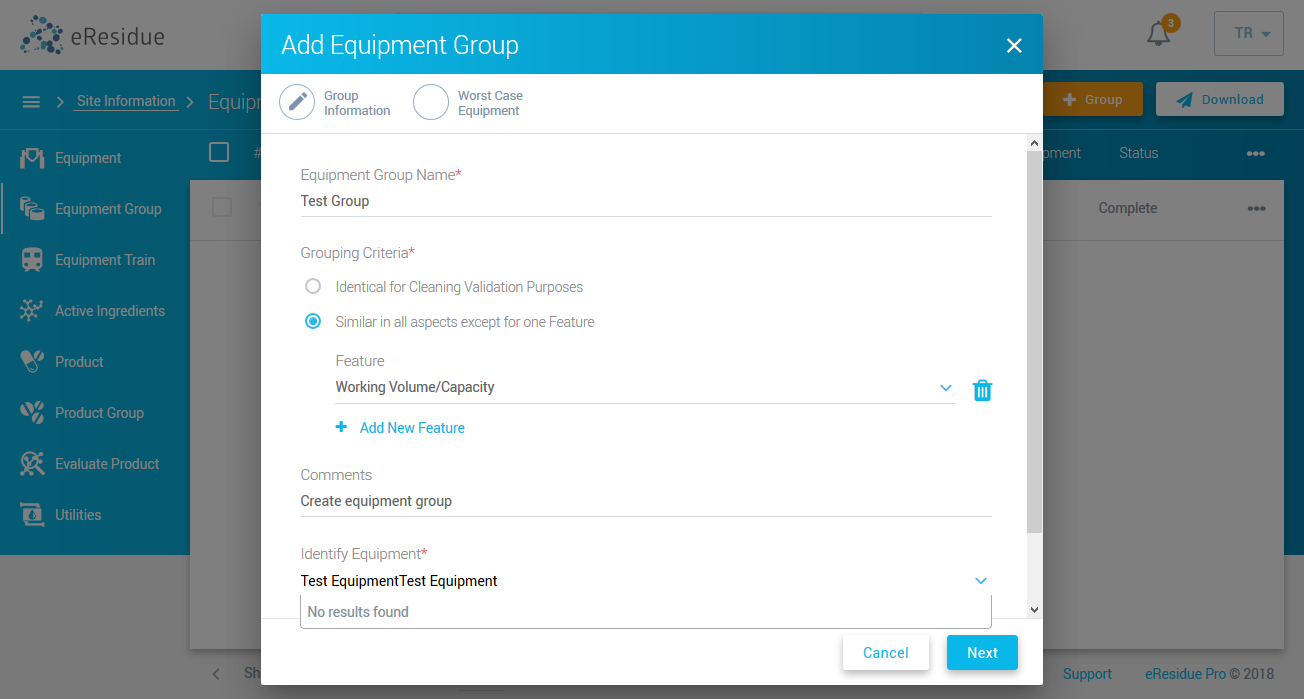 eResidue
Add Equipment Group
3
TR
Site Information
Group
Information
Worst Case
Equipment
Group
Download
Equipment
#
Status
Equipment Group Name*
Test Group
Complete
Equipment Group
Grouping Criteria*
Equipment Train
Identical for Cleaning Validation Purposes
Active Ingredients
Similar in all aspects except for one Feature
Product
Feature
Working Volume/Capacity
Product Group
Add New Feature
Evaluate Product
Comments
Create equipment group
Utilities
Identify Equipment*
Test EquipmentTest Equipment
No results found
Cancel
Next
Support
eResidue Pro © 2018